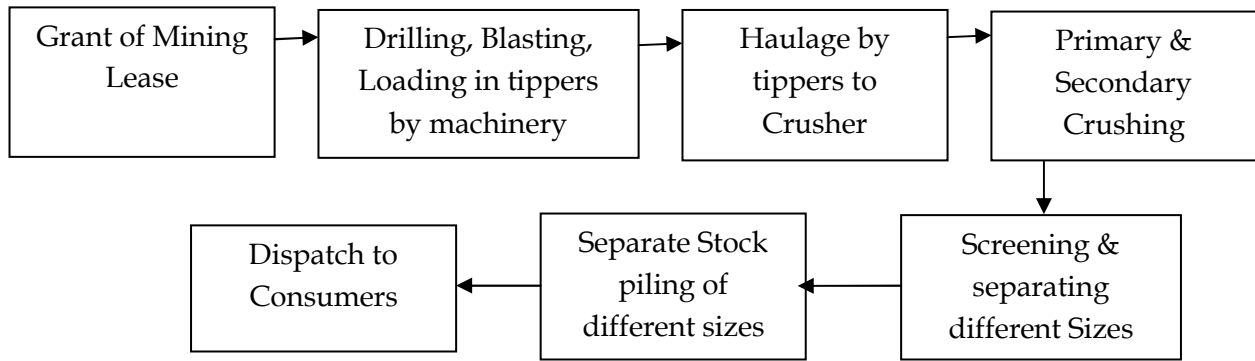 Grant of Mining
Lease
Drilling, Blasting,
Loading in tippers
by machinery
Haulage by
tippers to
Crusher
Primary &
Secondary
Crushing
Screening &
separating
different Sizes
Separate Stock
piling of
different sizes
Dispatch to
Consumers